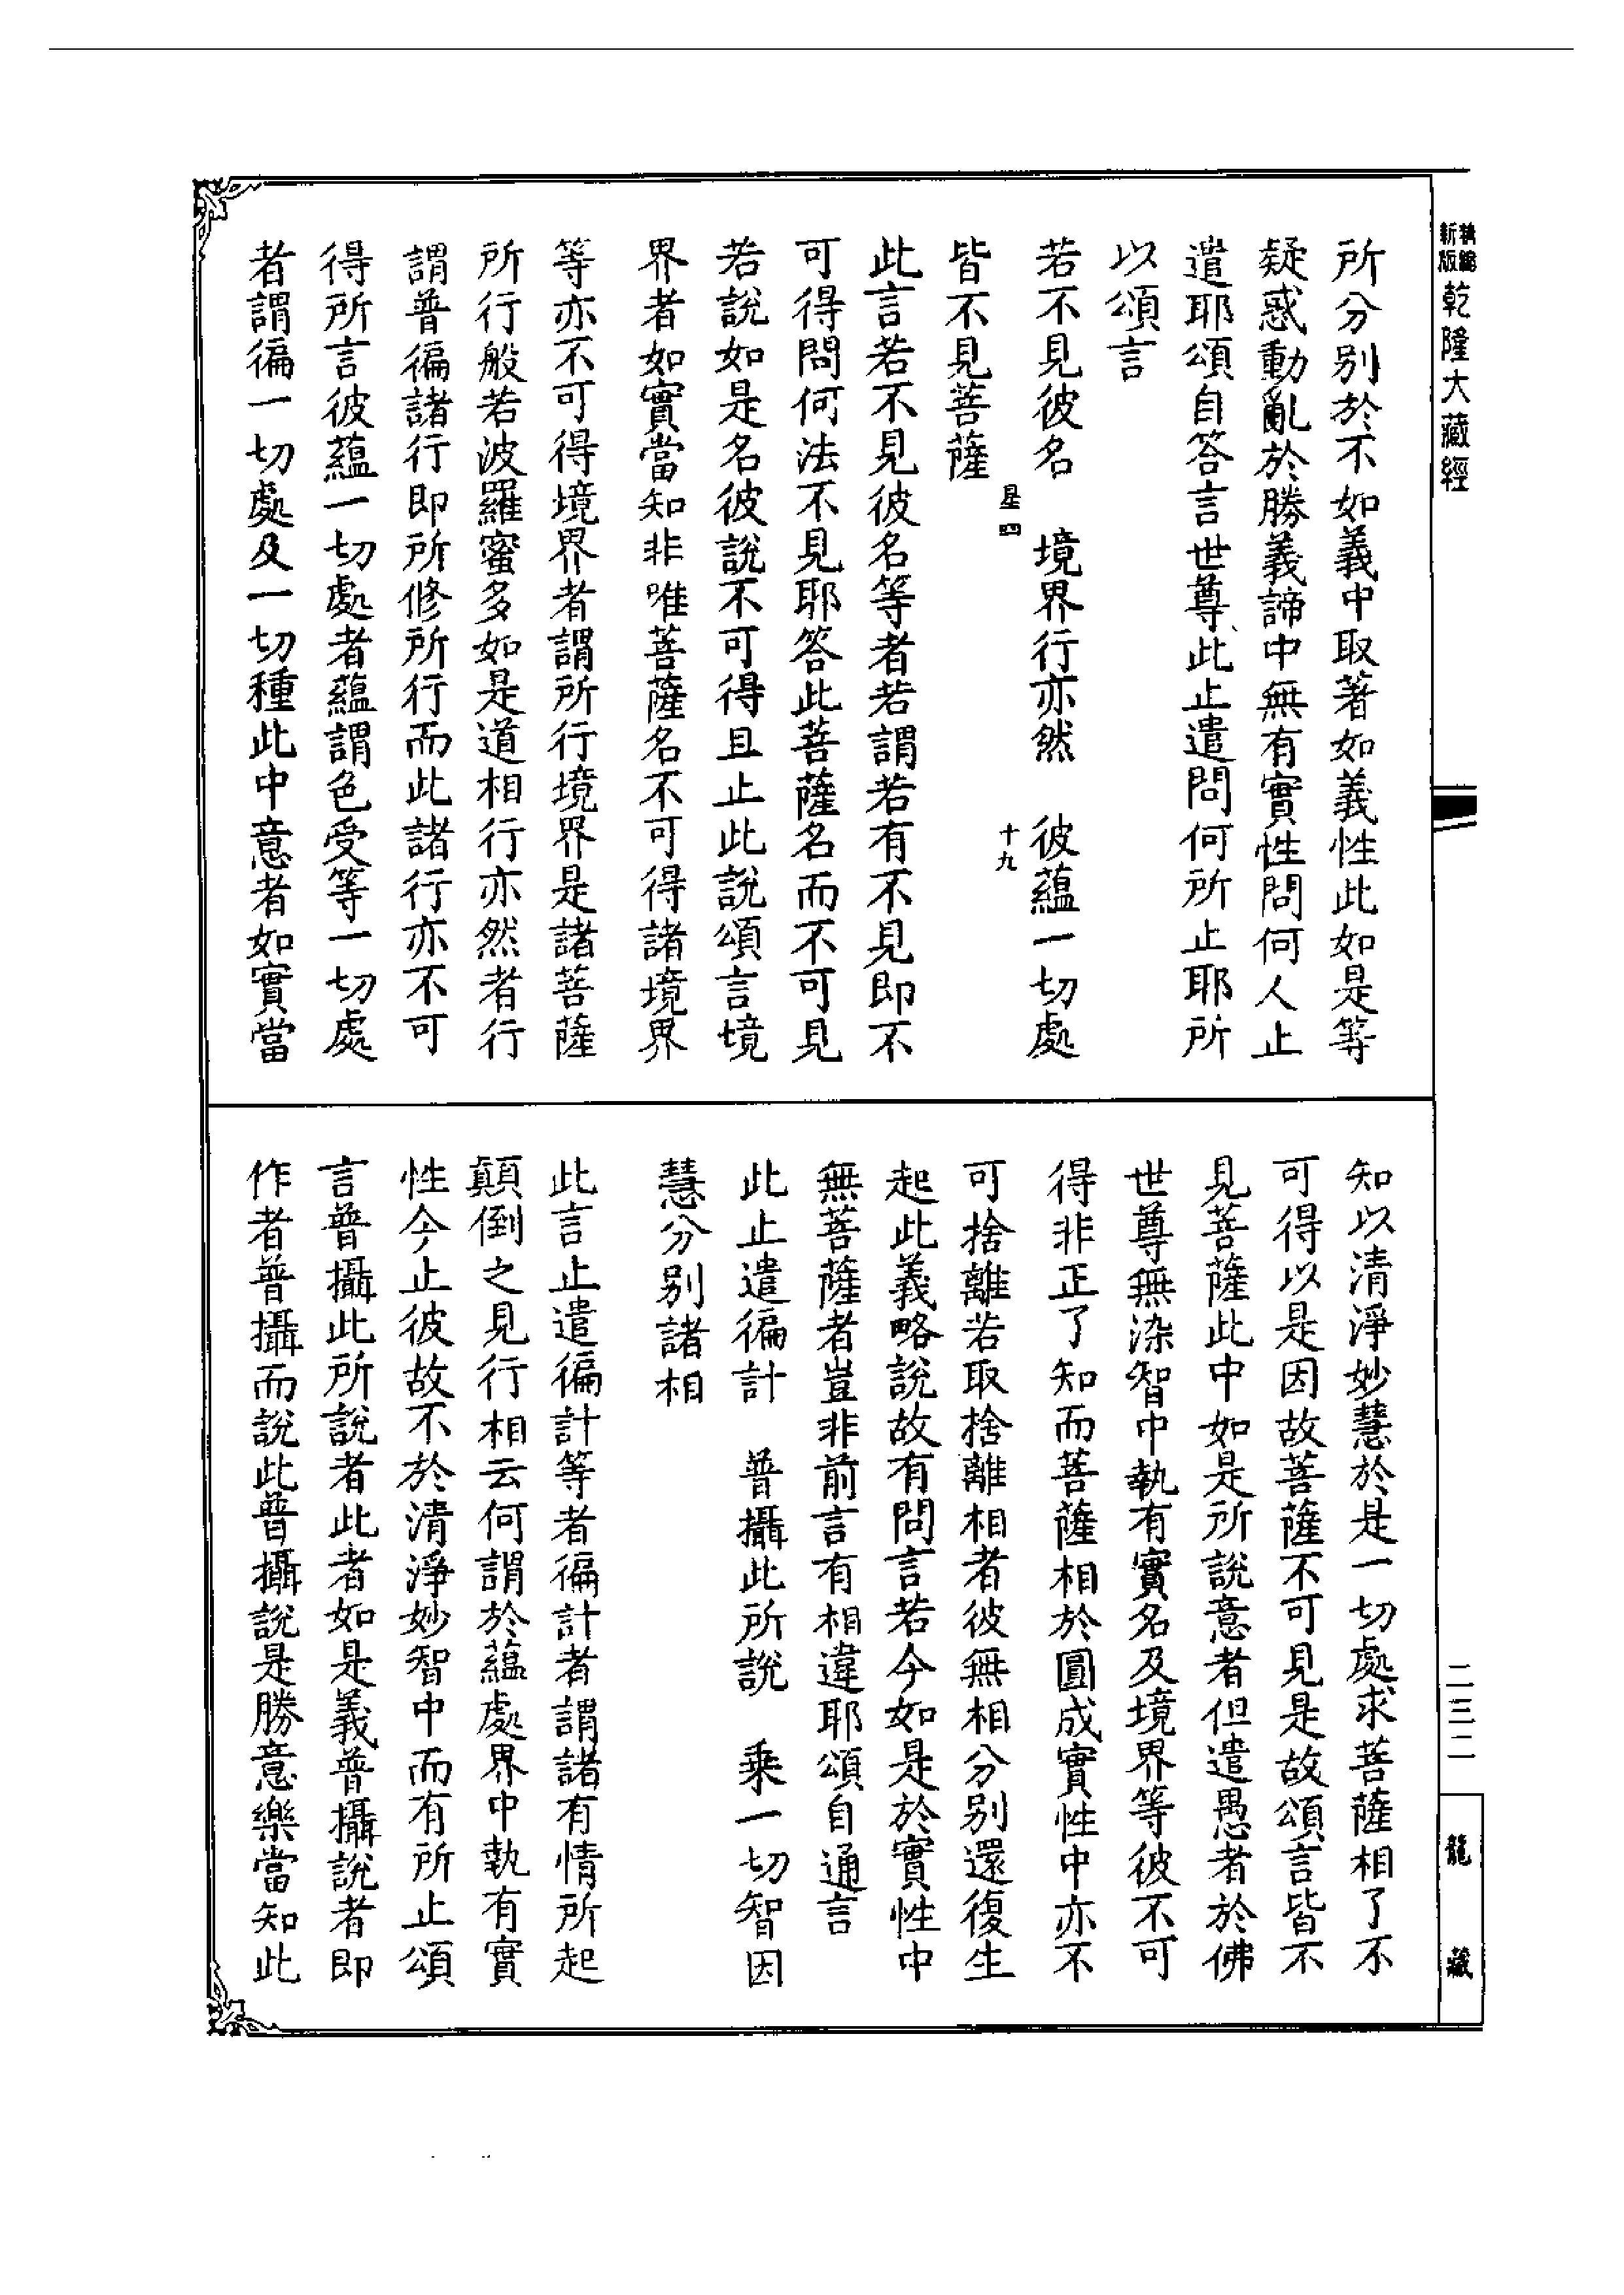 新編
新版
乾隆大藏經
所分別於不如義中取著如義性此如是等
疑惑動亂於勝義諦中無有實性問何人止
遣耶頌自答言世尊此止遣問何所止耶所
以頌言
若不見彼名　境界行亦然　彼蘊一切處
星四　十九
皆不見菩薩
此言若不見彼名等者若謂若有不見即不
可得問何法不見耶答此菩薩名而不可見
若說如是名彼說不可得且止此說頌言境
界者如實當知非唯菩薩名不可得諸境界
等亦不可得境界者謂所行境界是諸菩薩
所行般若波羅蜜多如是道相行亦然者行
謂普徧諸行即所修所行而此諸行亦不可
得所言彼蘊一切處者蘊謂色受等一切處
者謂徧一切處及一切種此中意者如實當
知以清淨妙慧於是一切處求菩薩相了不
可得以是因故菩薩不可見是故頌言皆不
見菩薩此中如是所說意者但遣愚者於佛
世尊無染智中執有實名及境界等彼不可
得非正了知而菩薩相於圓成實性中亦不
可捨離若取捨離相者彼無相分別還復生
起此義略說故有問言若今如是於實性中
無菩薩者豈非前言有相違耶頌自通言
此止遣徧計　普攝此所說　乘一切智因
慧分別諸相
此言止遣徧計等者徧計者謂諸有情所起
顛倒之見行相云何謂於蘊處界中執有實
性今止彼故不於清淨妙智中而有所止頌
言普攝此所說者此者如是義普攝說者即
作者普攝而說此普攝說是勝意樂當知此
二三二
龍藏